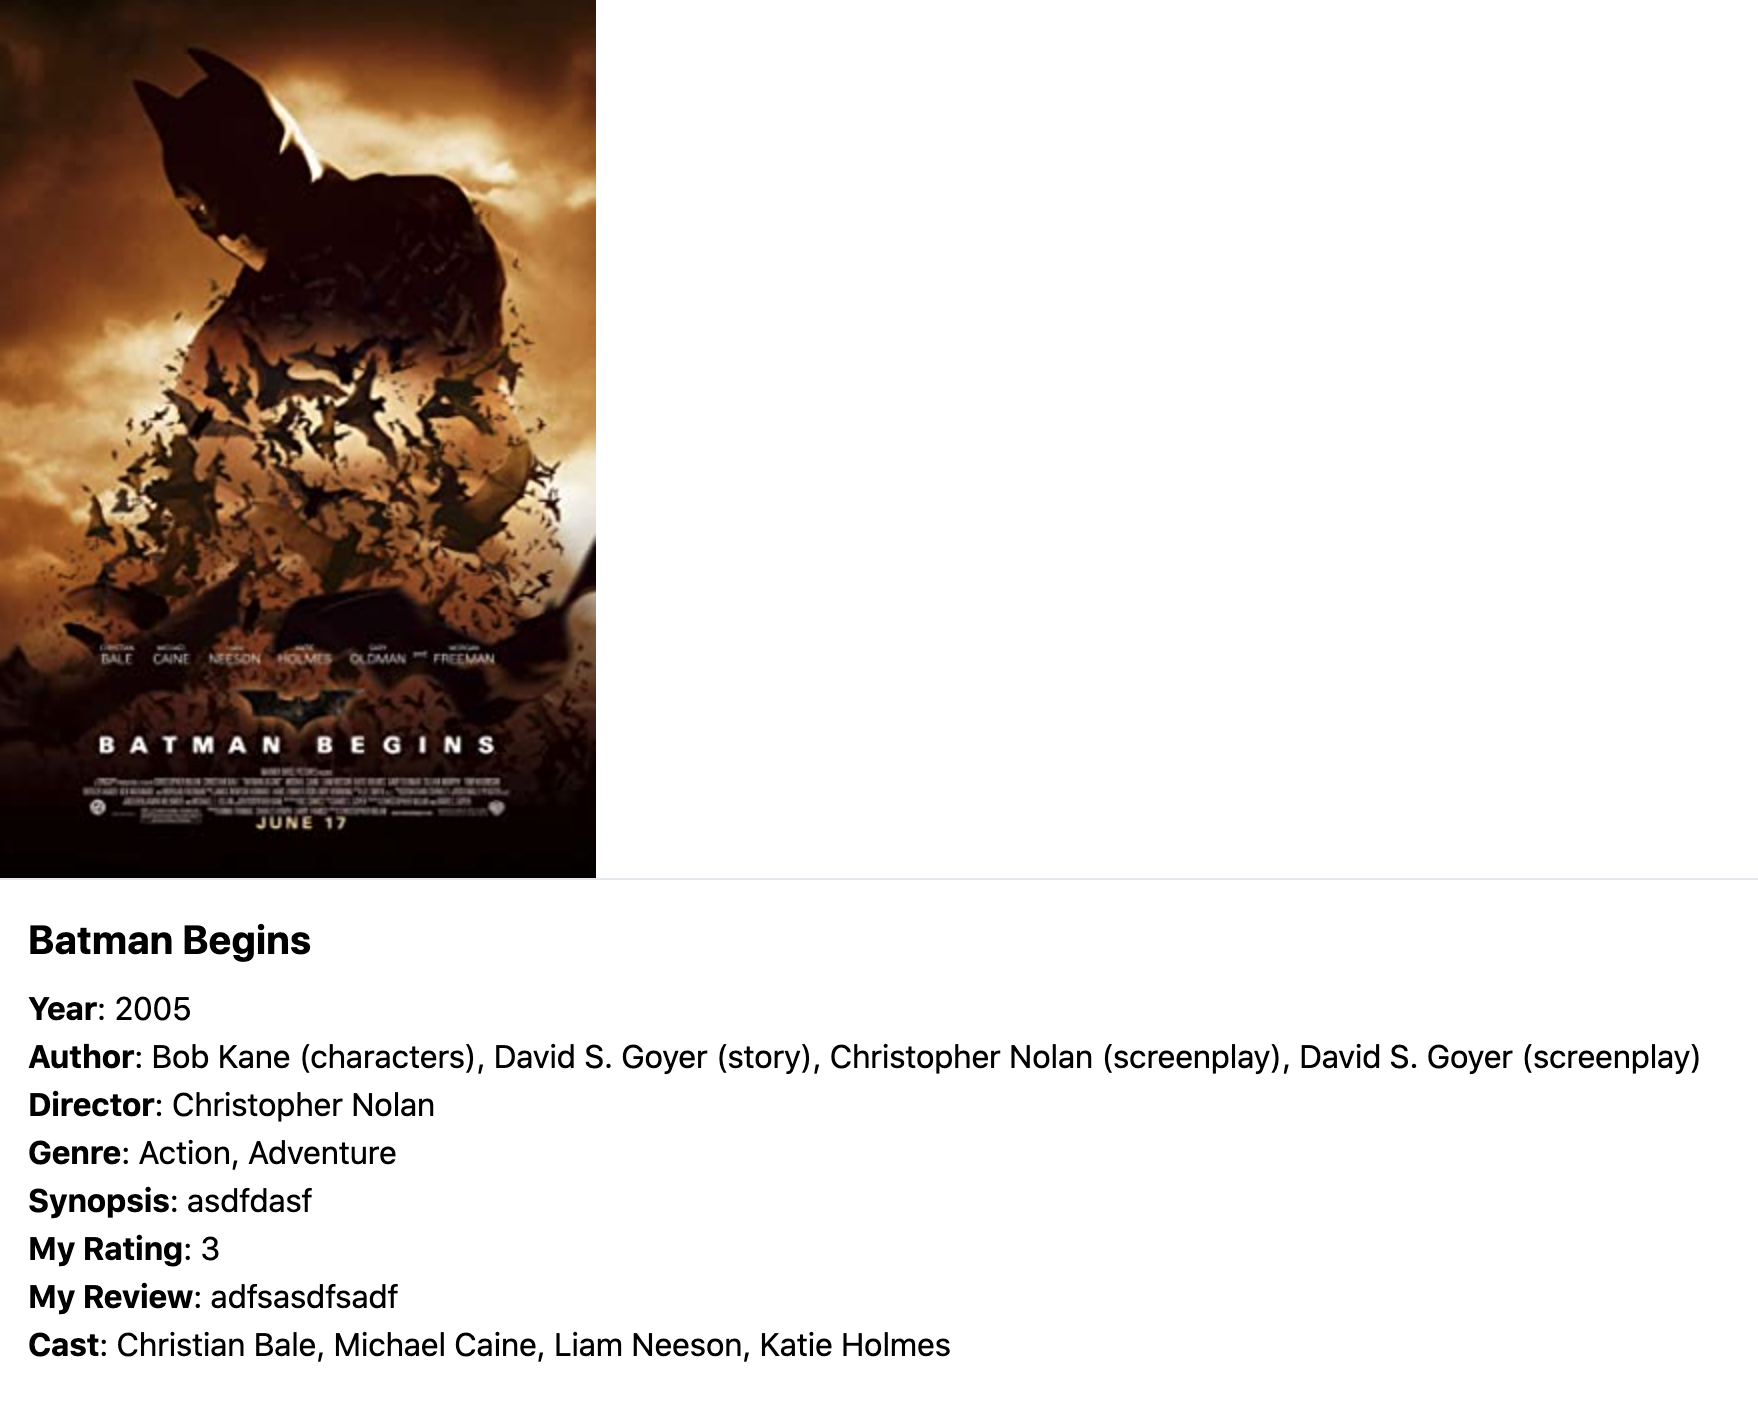 BALE CAINE NEESON HOLMES OLDMAN AND FREEMAN
BATMAN BEGINS
JUNE 17
Batman Begins
Year: 2005
Author: Bob Kane (characters), David S. Goyer (story), Christopher Nolan (screenplay), David S. Goyer (screenplay)
Director: Christopher Nolan
Genre: Action, Adventure
Synopsis: asdfdasf
My Rating: 3
My Review: adfsasdfsadf
Cast: Christian Bale, Michael Caine, Liam Neeson, Katie Holmes